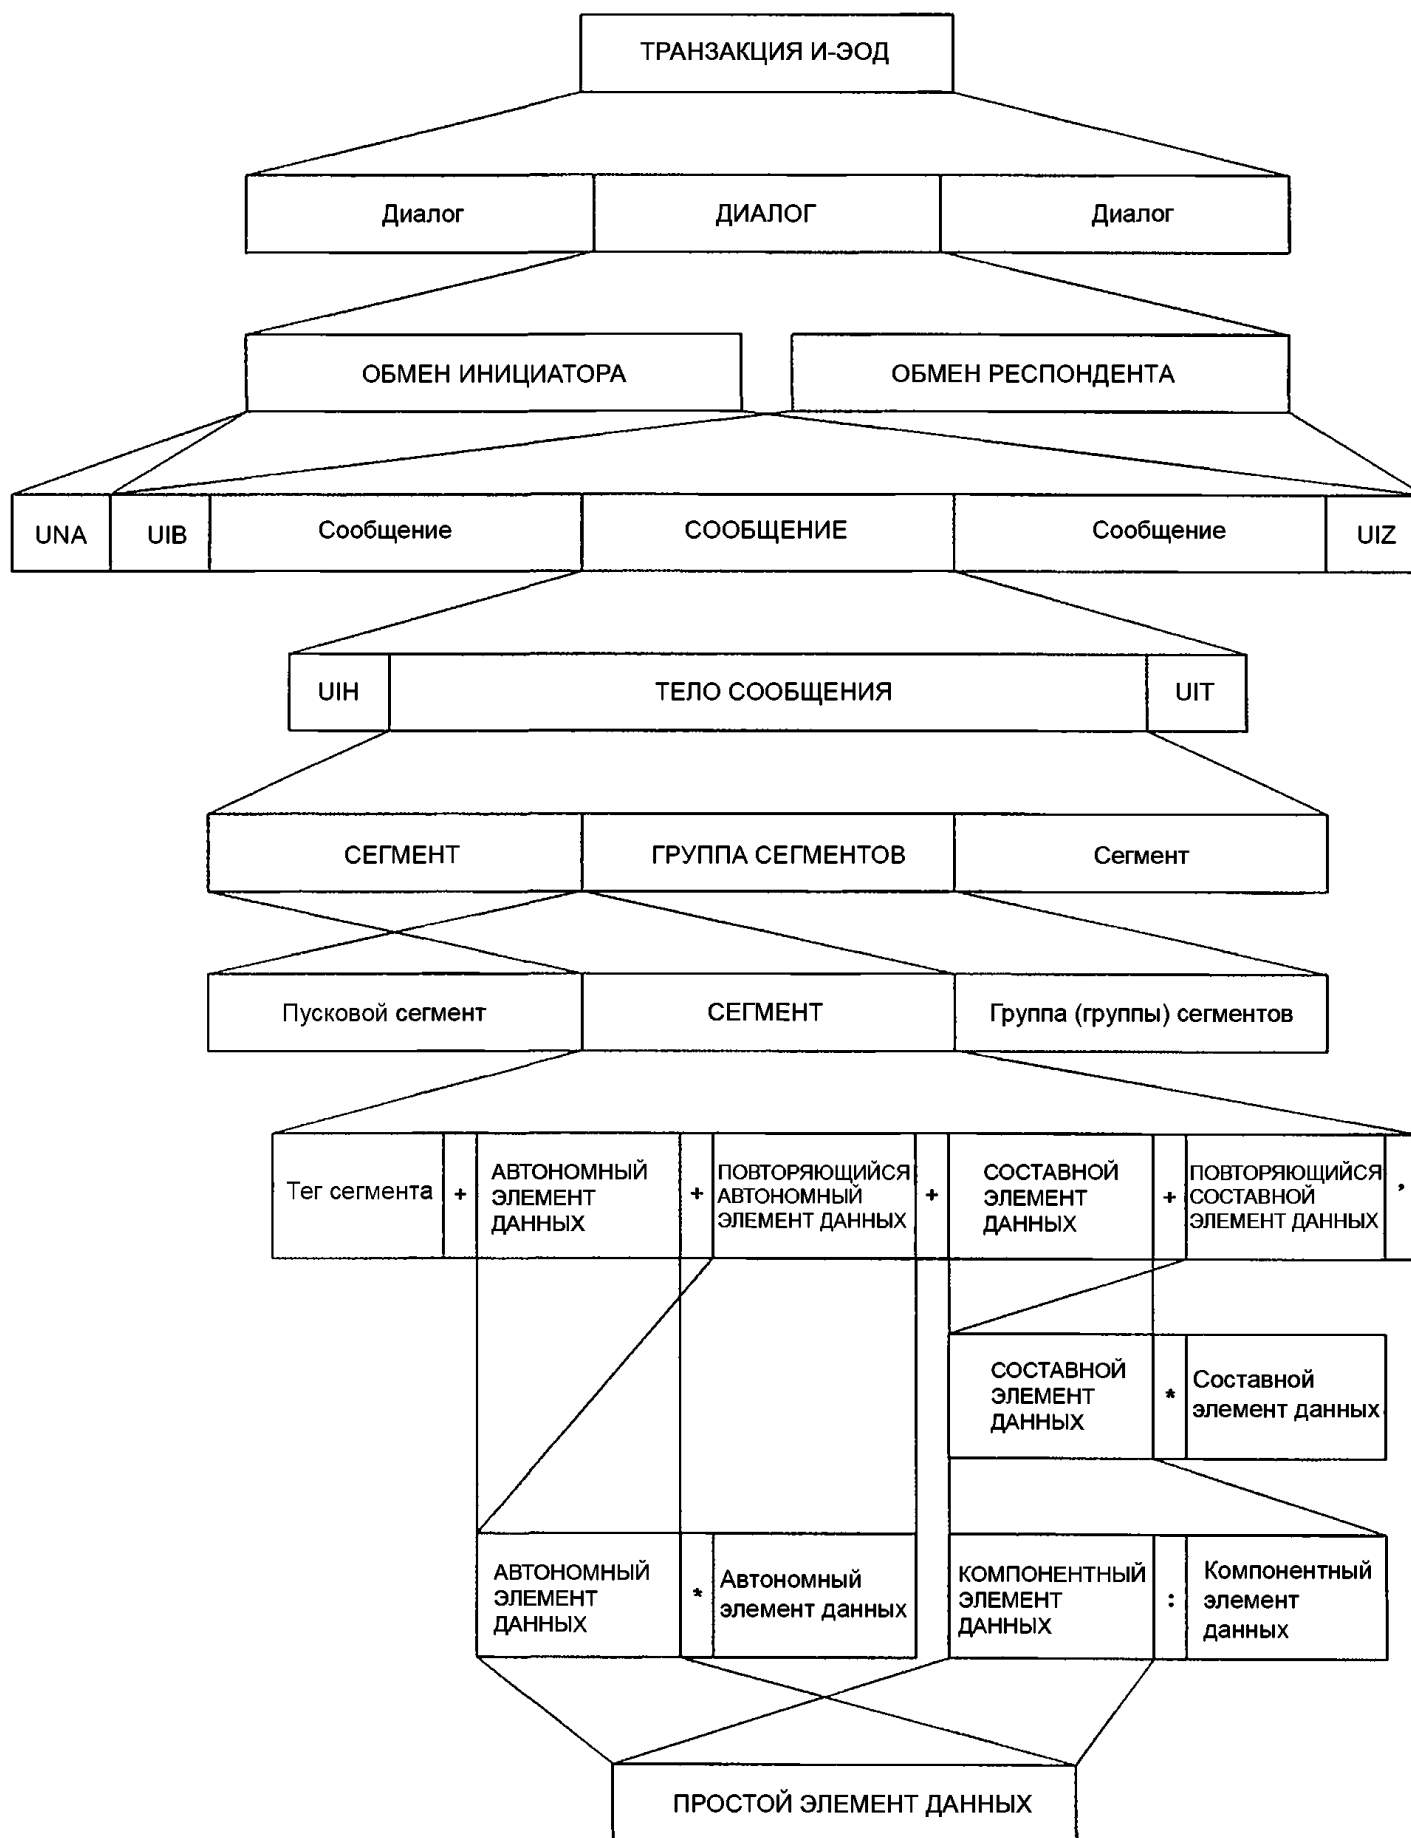 ТРАНЗАКЦИЯ И-ЭОД
Диалог
ДИАЛОГ
Диалог
ОБМЕН ИНИЦИАТОРА
ОБМЕН РЕСПОНДЕНТА
UNA
UIB
Сообщение
СООБЩЕНИЕ
Сообщение
UIZ
UIH
ТЕЛО СООБЩЕНИЯ
UIT
СЕГМЕНТ
ГРУППА СЕГМЕНТОВ
Сегмент
Пусковой сегмент
СЕГМЕНТ
Группа (группы) сегментов
Тег сегмента
+
АВТОНОМНЫЙ
ЭЛЕМЕНТ
ДАННЫХ
+
ПОВТОРЯЮЩИЙСЯ
АВТОНОМНЫЙ
ЭЛЕМЕНТ ДАННЫХ
+
СОСТАВНОЙ
ЭЛЕМЕНТ
ДАННЫХ
+
ПОВТОРЯЮЩИЙСЯ
СОСТАВНОЙ
ЭЛЕМЕНТ ДАННЫХ
,
СОСТАВНОЙ
ЭЛЕМЕНТ
ДАННЫХ
*
Составной
элемент данных
АВТОНОМНЫЙ
ЭЛЕМЕНТ
ДАННЫХ
*
Автономный
элемент данных
КОМПОНЕНТНЫЙ
ЭЛЕМЕНТ
ДАННЫХ
:
Компонентный
элемент
данных
ПРОСТОЙ ЭЛЕМЕНТ ДАННЫХ